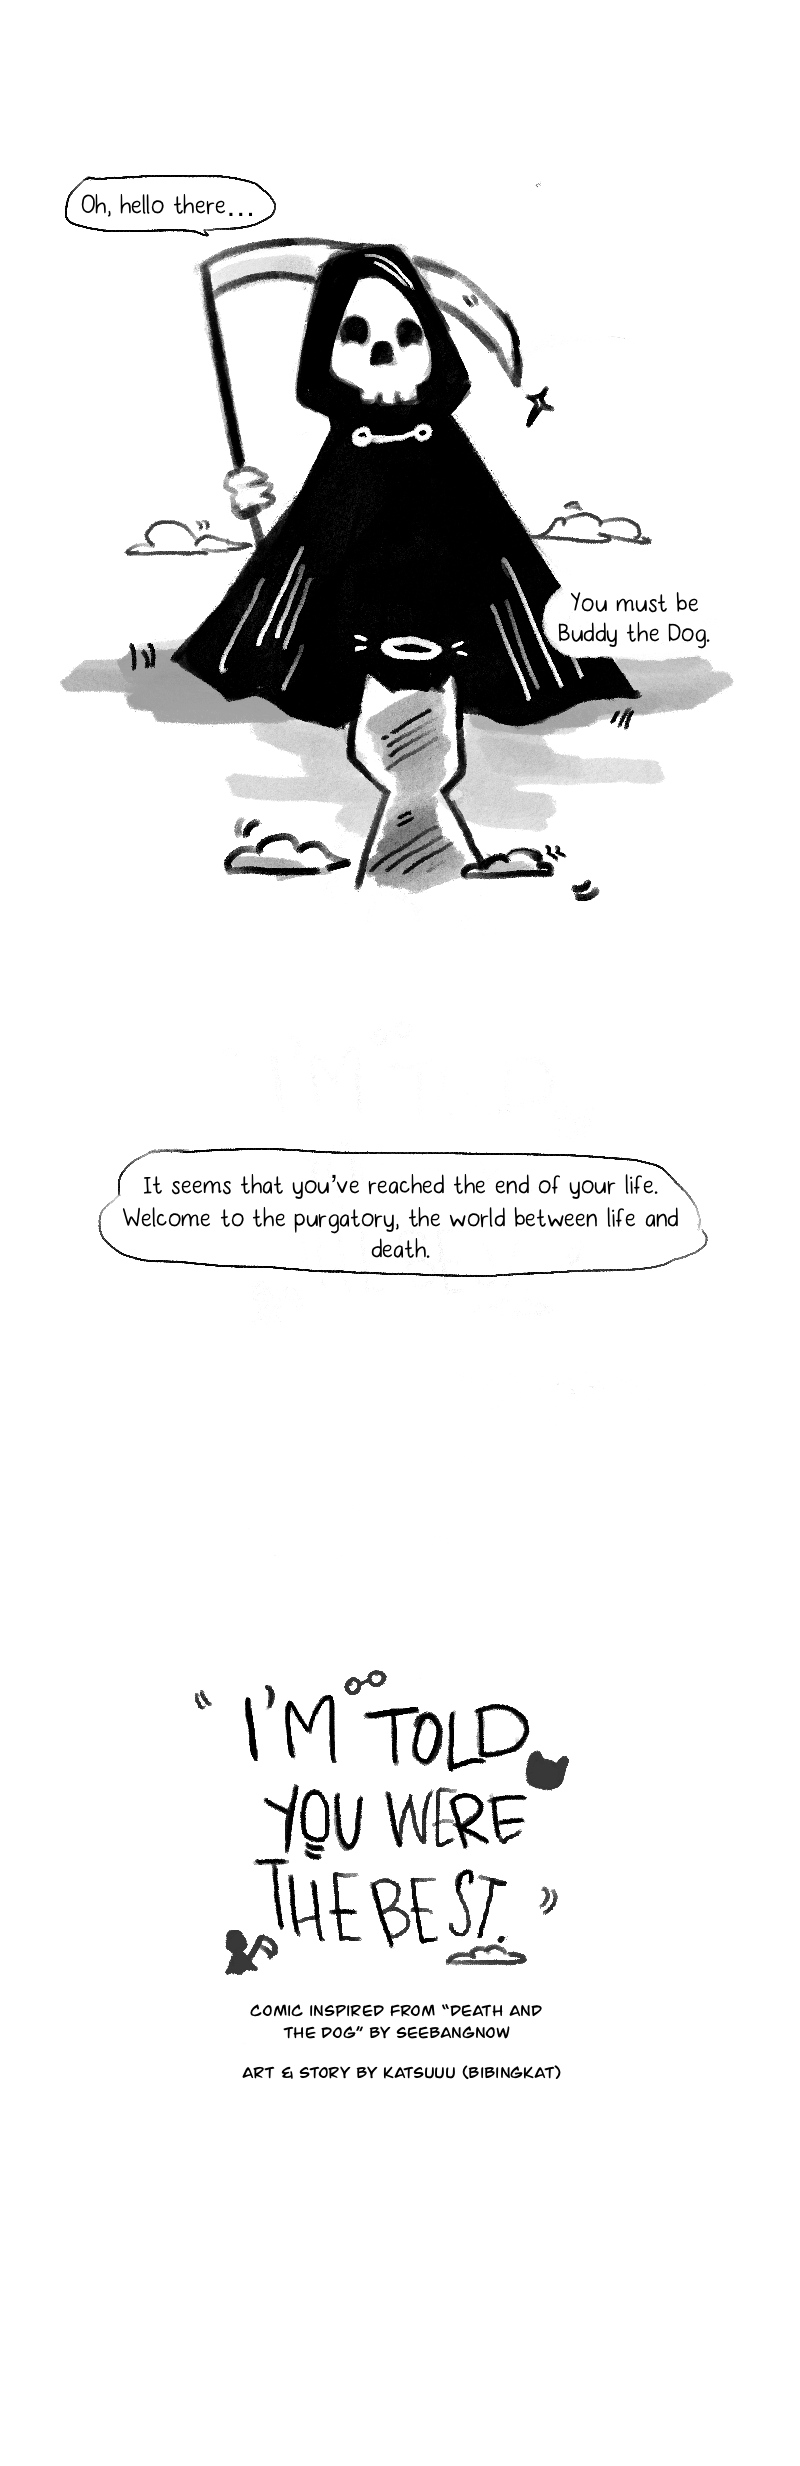 Oh, hello there...
You must be
Buddy the Dog.
It seems that you've reached the end of your life.
Welcome to the purgatory, the world between life and
death.
I'M TOLD
YOU WERE
THE BEST.
COMIC INSPIRED FROM "DEATH AND
THE DOG" BY SEEBANGNOW
ART & STORY BY KATSUUU (BIBINGKAT)